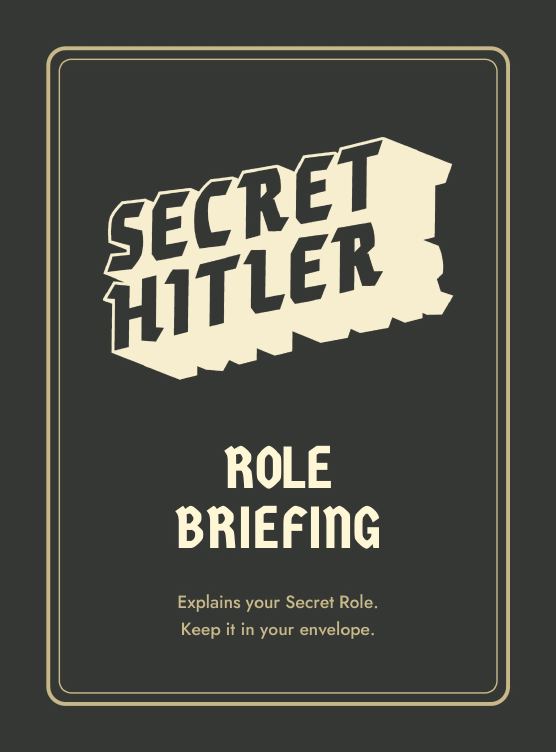 SECRET
HITLER
ROLE
BRIEFING
Explains your Secret Role.
Keep it in your envelope.